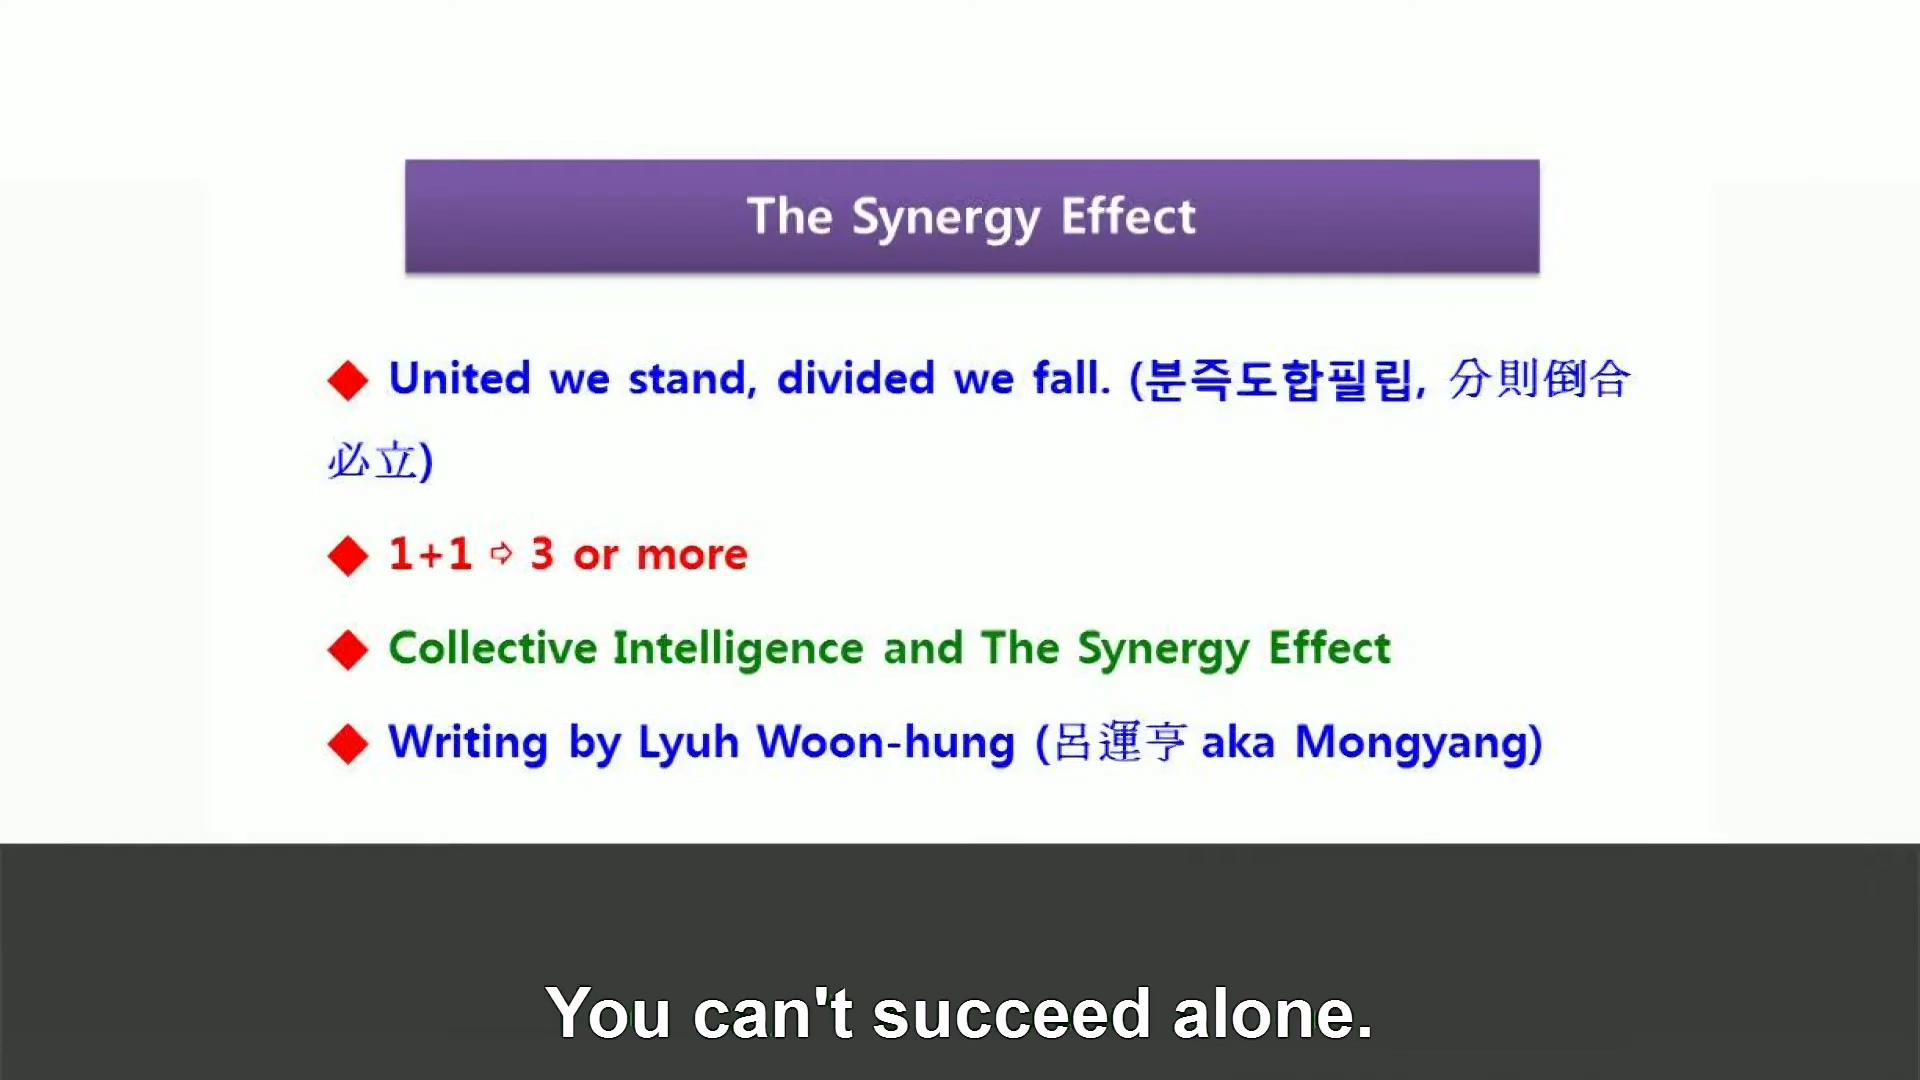 The Synergy Effect
◆ United we stand, divided we fall. (분즉도합필립, 分則倒合
必立)
◆ 1+1 ⇨ 3 or more
◆ Collective Intelligence and The Synergy Effect
◆ Writing by Lyuh Woon-hung (呂運亨 aka Mongyang)
You can't succeed alone.